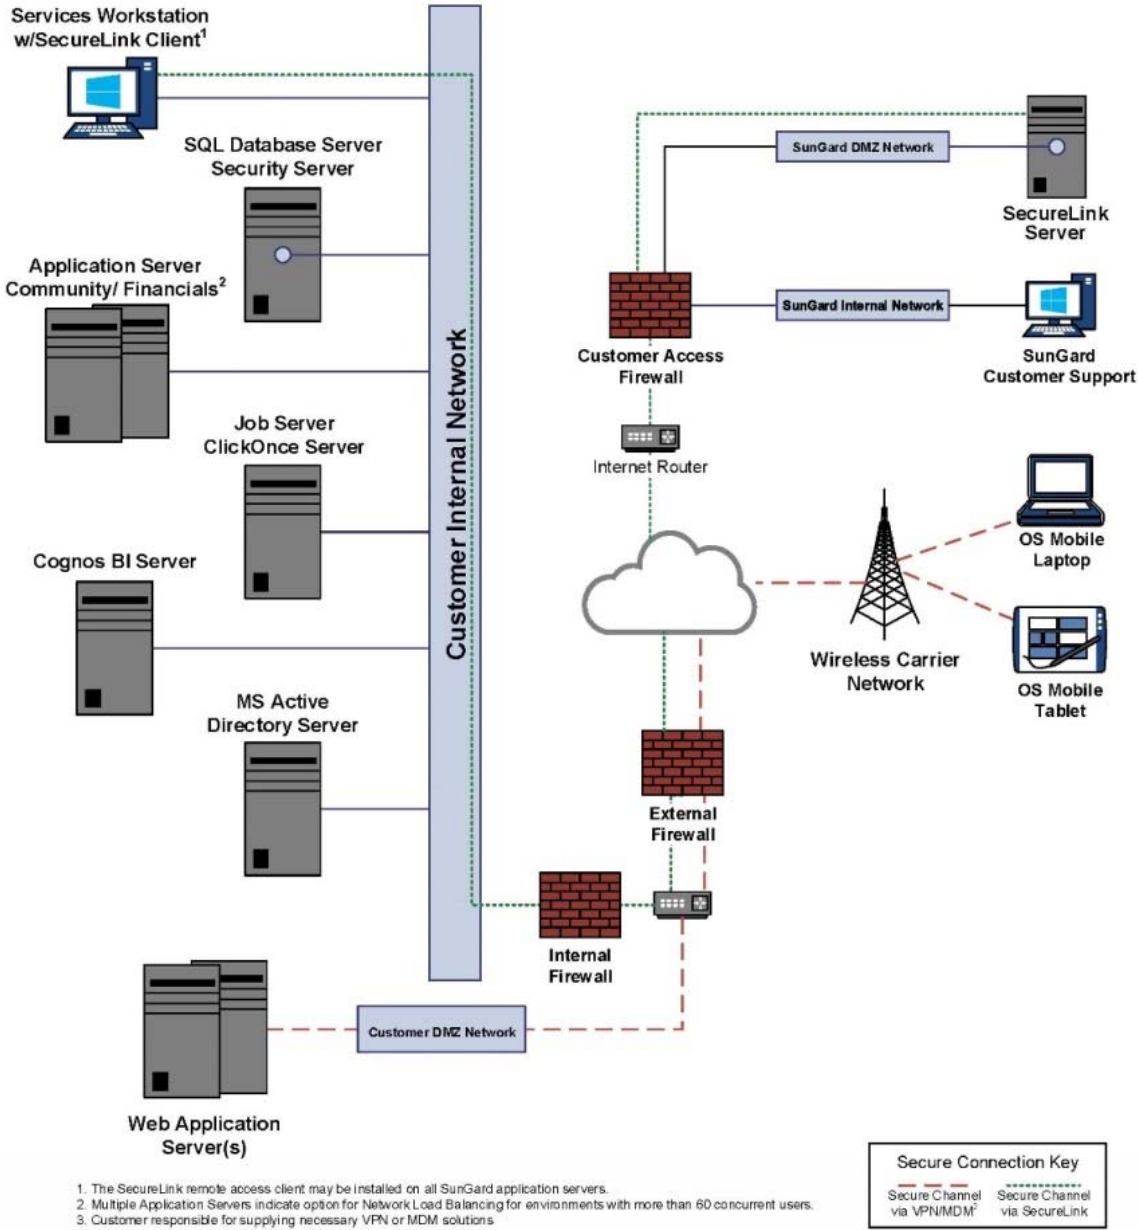 Services Workstation
w/SecureLink Client1
SQL Database Server
Security Server
Application Server
Community/ Financials2
Job Server
ClickOnce Server
Cognos BI Server
MS Active
Directory Server
Customer Internal Network
SunGard DMZ Network
SecureLink
Server
SunGard Internal Network
Customer Access
Firewall
SunGard
Customer Support
Internet Router
OS Mobile
Laptop
Wireless Carrier
Network
OS Mobile
Tablet
External
Firewall
Internal
Firewall
Customer DMZ Network
Web Application
Server(s)
Secure Connection Key
Secure Channel
via VPN/MDM2
Secure Channel
via SecureLink
1. The SecureLink remote access client may be installed on all SunGard application servers.
2. Multiple Application Servers indicate option for Network Load Balancing for environments with more than 60 concurrent users.
3. Customer responsible for supplying necessary VPN or MDM solutions